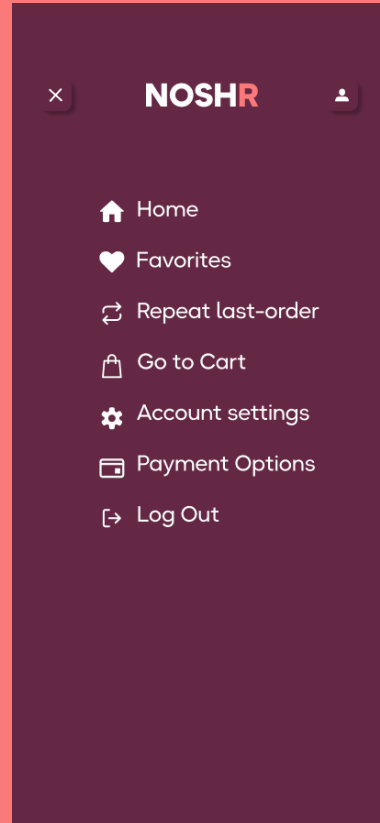 NOSHR
Home
Favorites
Repeat last-order
Go to Cart
Account settings
Payment Options
Log Out